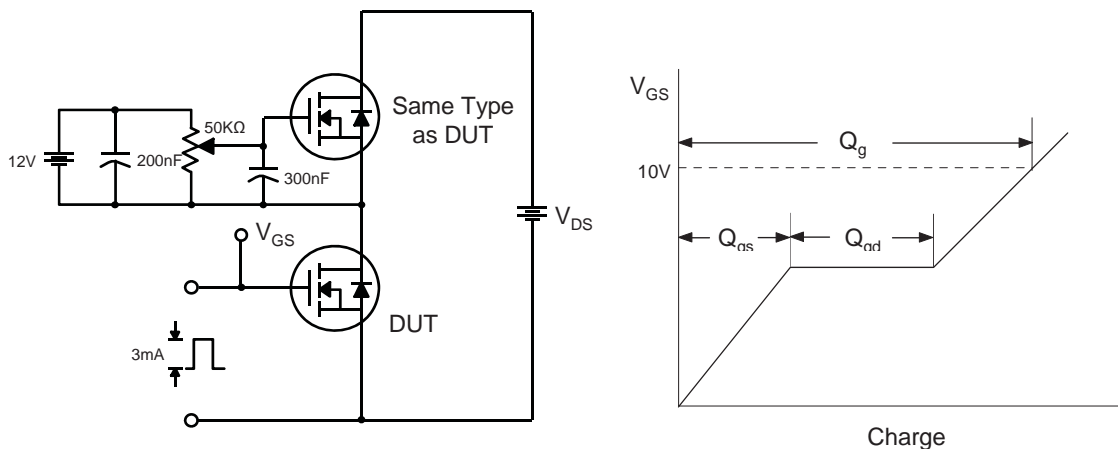 Same Type
as DUT
50KΩ
12V
200nF
300nF
V_GS
V_DS
DUT
3mA
V_GS
Q_g
10V
Q_gs
Q_gd
Charge